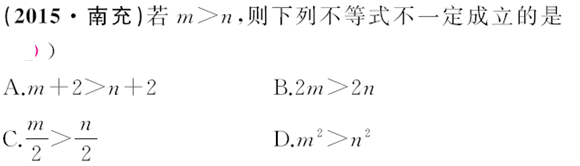 (2015·南充)若 m>n,则下列不等式不一定成立的是
）)
A.m+2>n+2 B.2m>2n
C.m/2>n/2 D.m²>n²